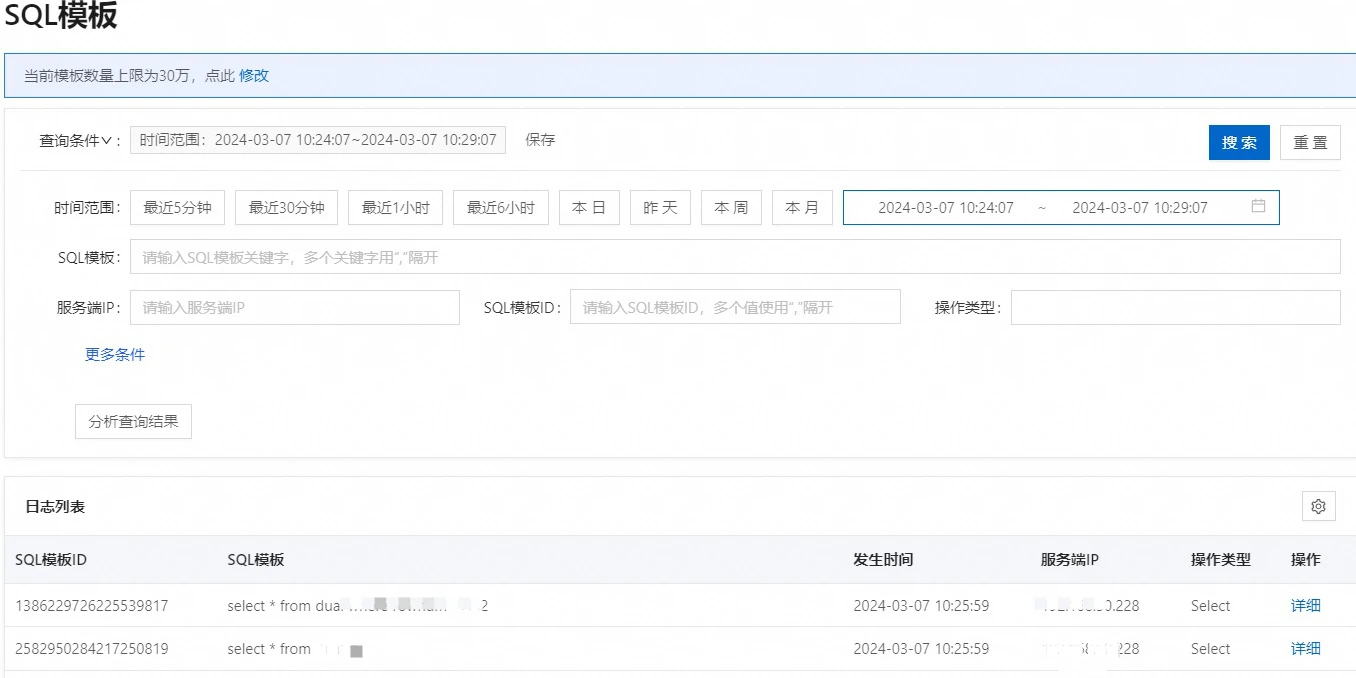 SQL模板
当前模板数量上限为30万，点此 修改
查询条件： 时间范围：2024-03-07 10:24:07~2024-03-07 10:29:07 保存 搜索 重置
时间范围： 最近5分钟 最近30分钟 最近1小时 最近6小时 本日 昨天 本周 本月 2024-03-07 10:24:07 ~ 2024-03-07 10:29:07
SQL模板： 请输入SQL模板关键字，多个关键字用“,”隔开
服务端IP： 请输入服务端IP SQL模板ID： 请输入SQL模板ID，多个值使用“,”隔开 操作类型：
更多条件
分析查询结果
日志列表
SQL模板ID SQL模板 发生时间 服务端IP 操作类型 操作
1386229726225539817 select * from 2 2024-03-07 10:25:59 .228 Select 详细
2582950284217250819 select * from 2024-03-07 10:25:59 228 Select 详细